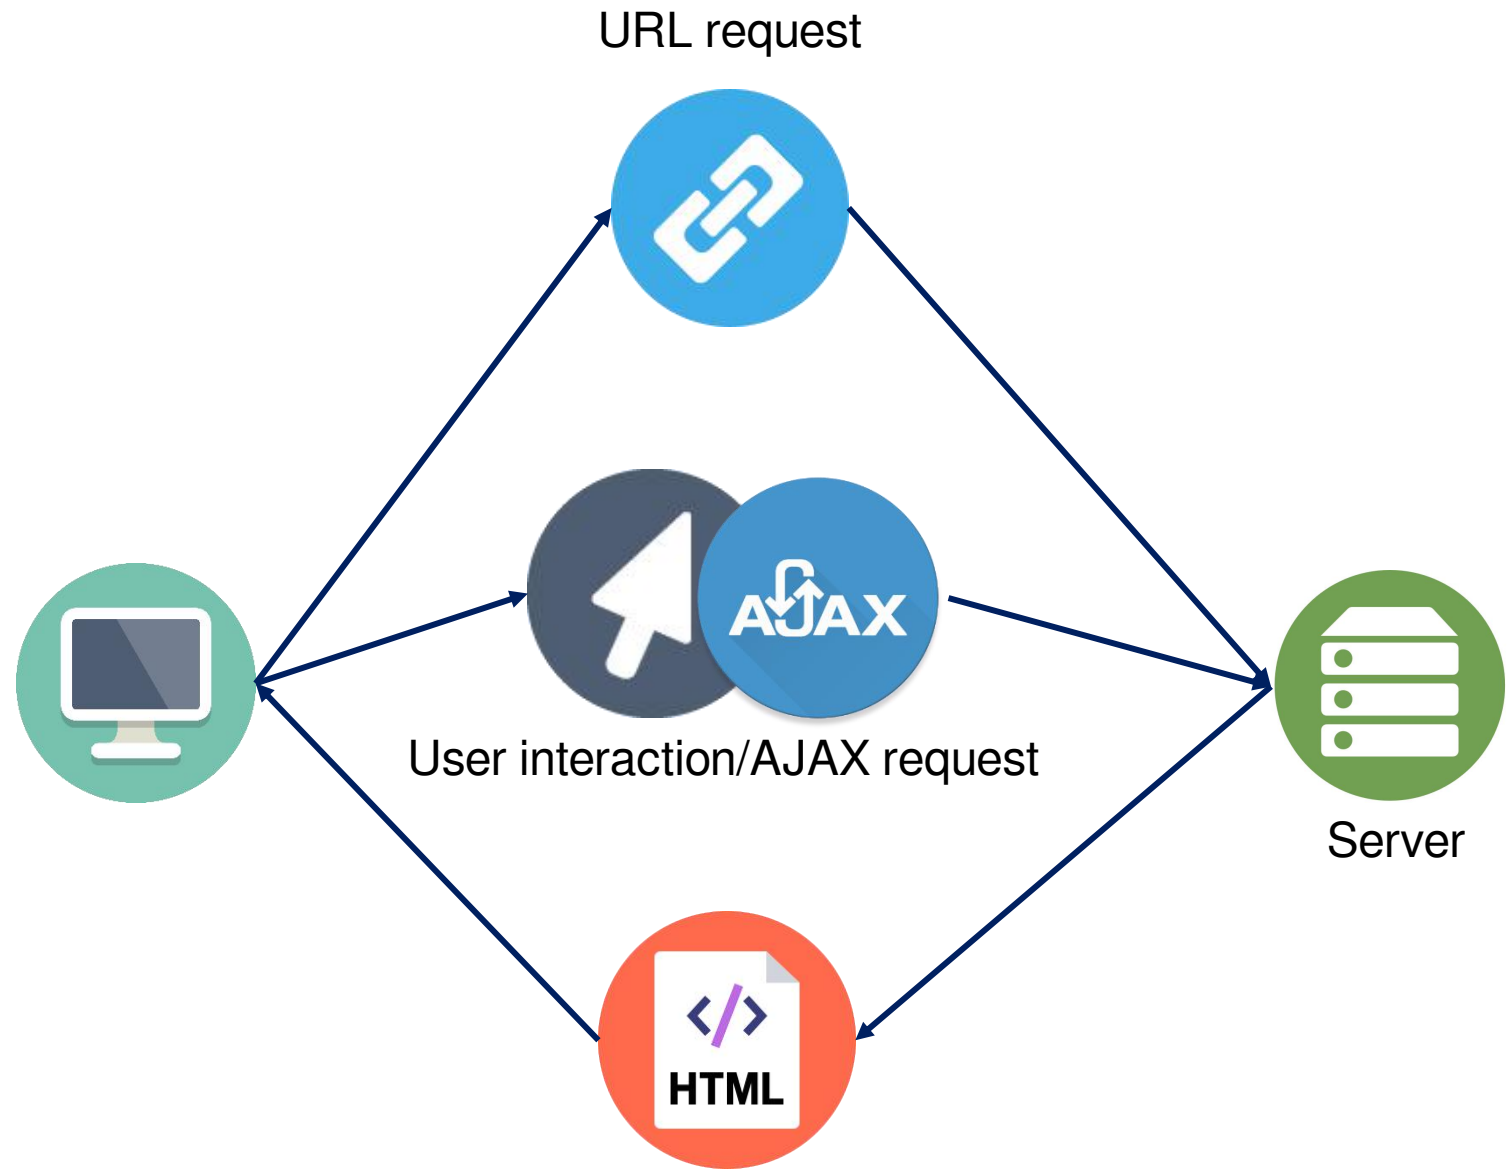 URL request
AJAX
User interaction/AJAX request
Server
</>
HTML